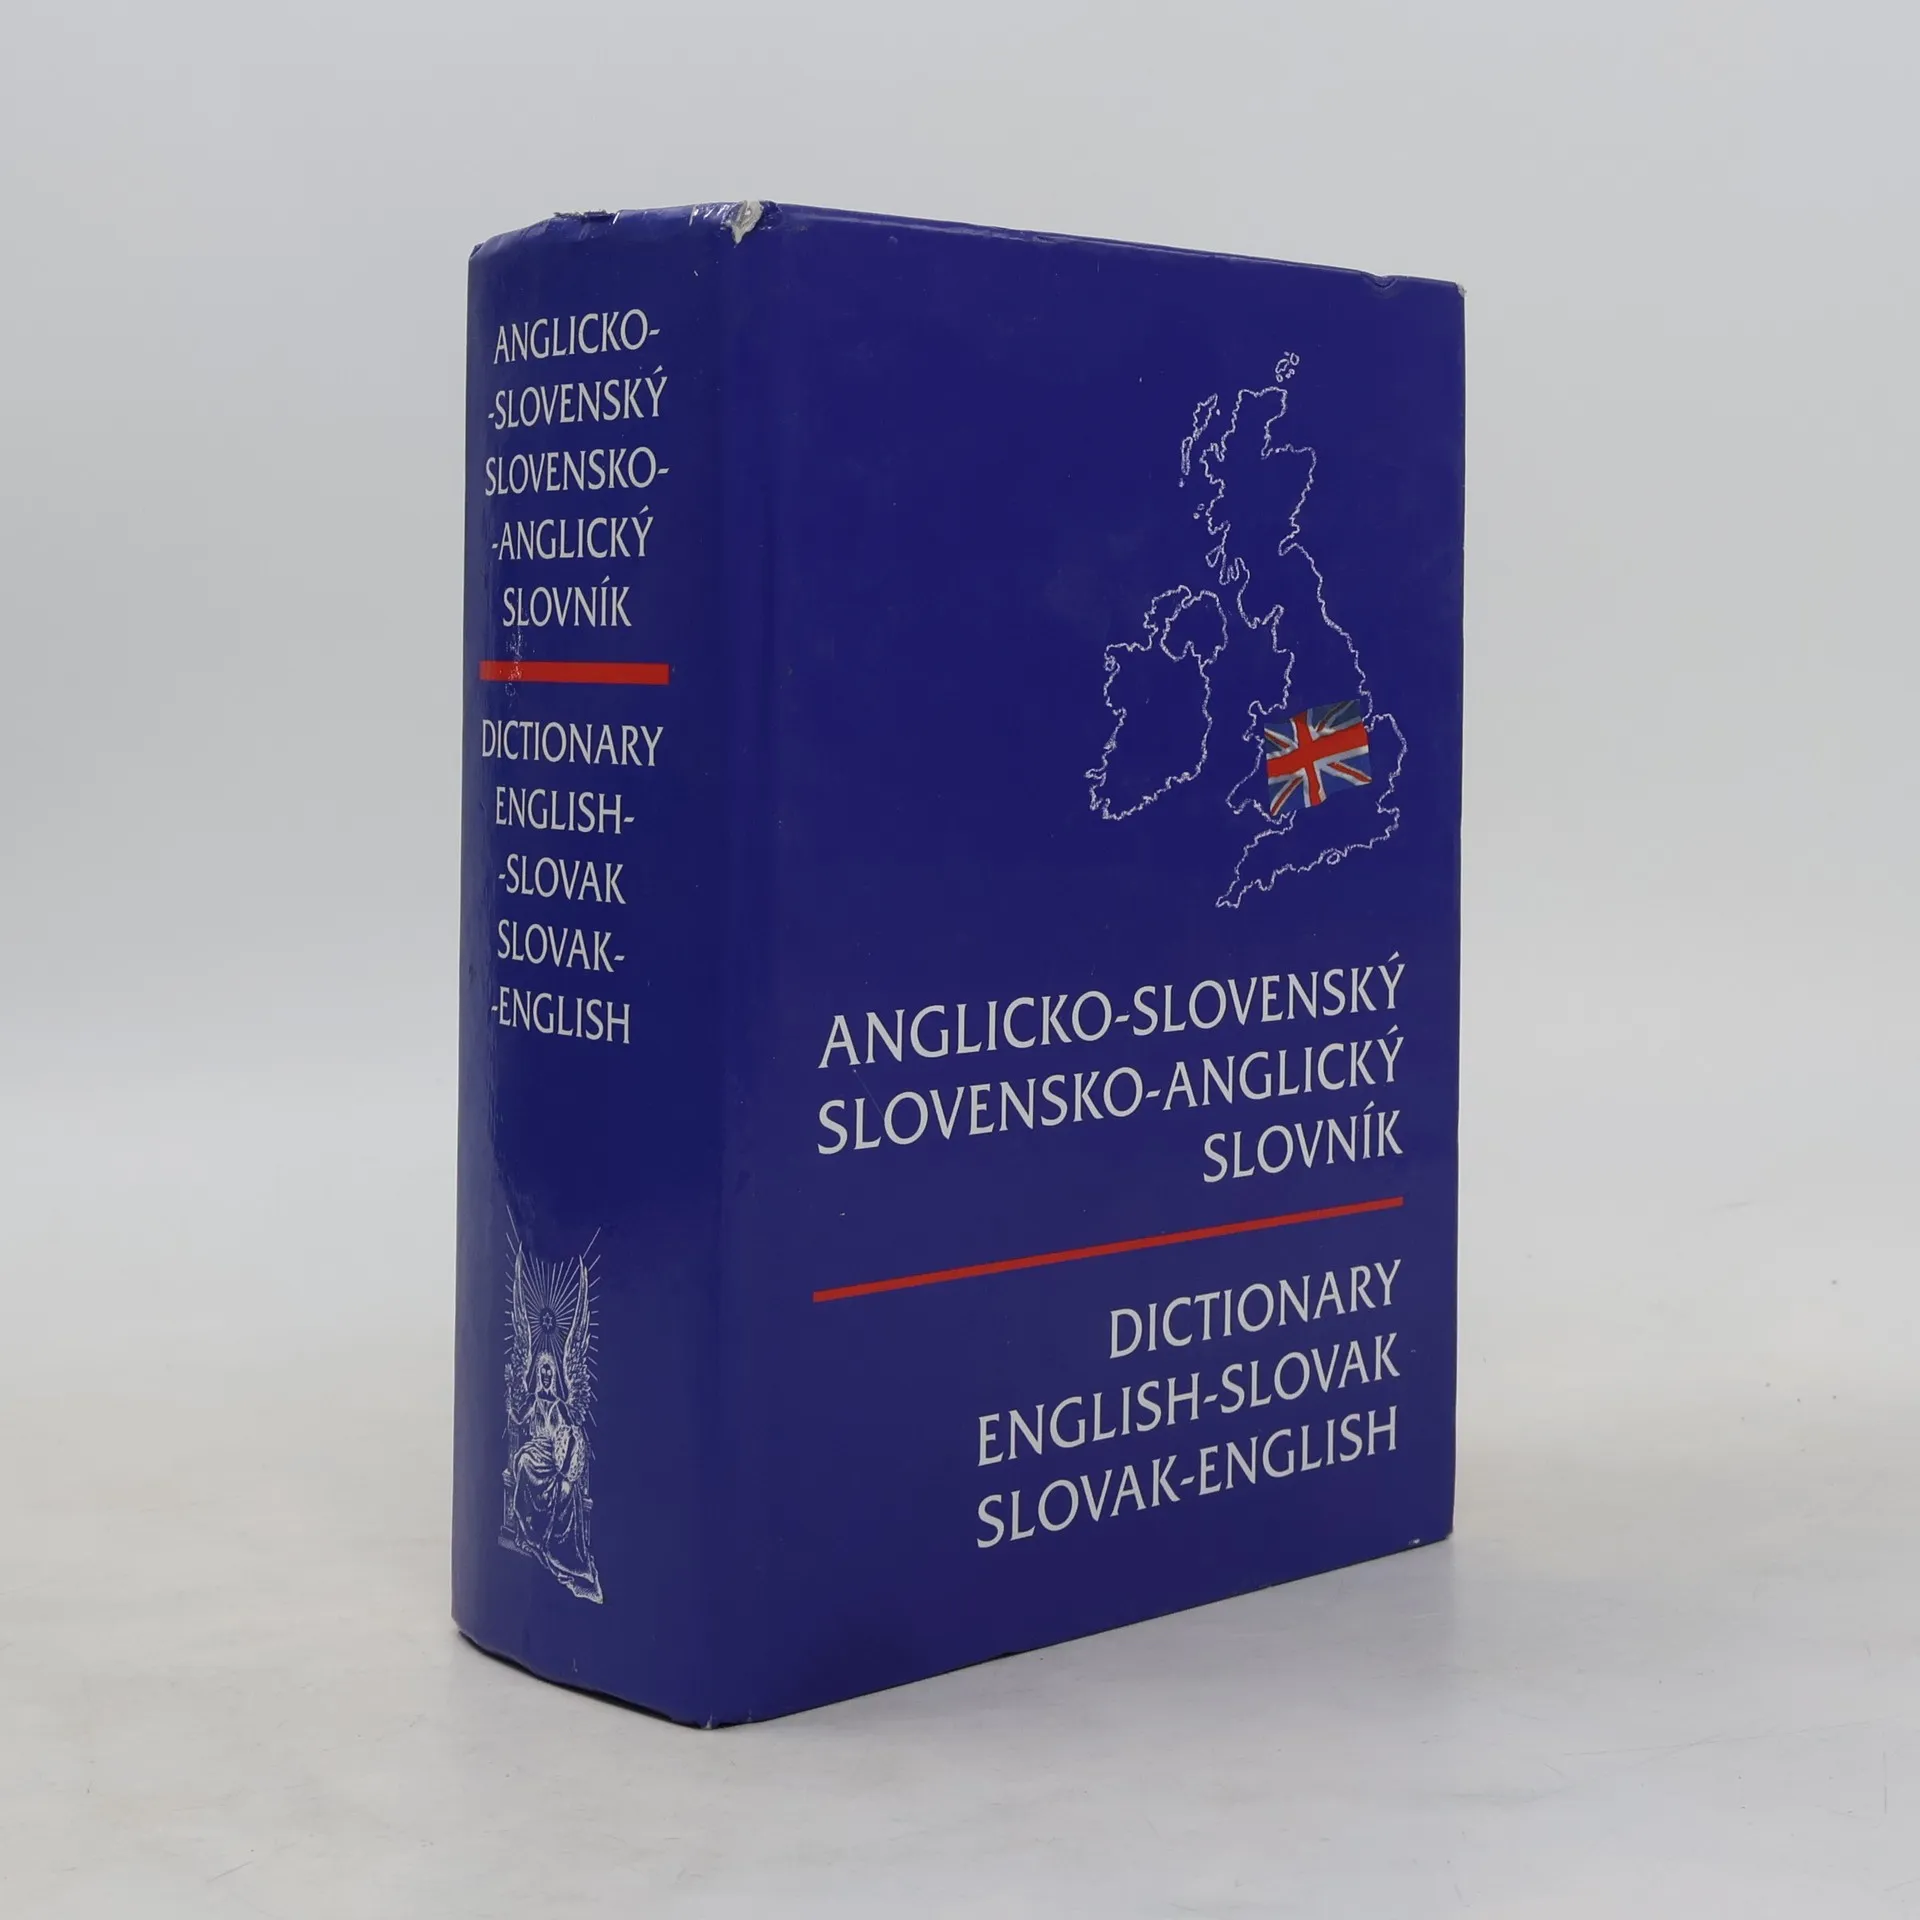 ANGLICKO-
-SLOVENSKÝ
SLOVENSKO-
-ANGLICKÝ
SLOVNÍK
DICTIONARY
ENGLISH-
-SLOVAK
SLOVAK-
-ENGLISH
ANGLICKO-SLOVENSKÝ
SLOVENSKO-ANGLICKÝ
SLOVNÍK
DICTIONARY
ENGLISH-SLOVAK
SLOVAK-ENGLISH